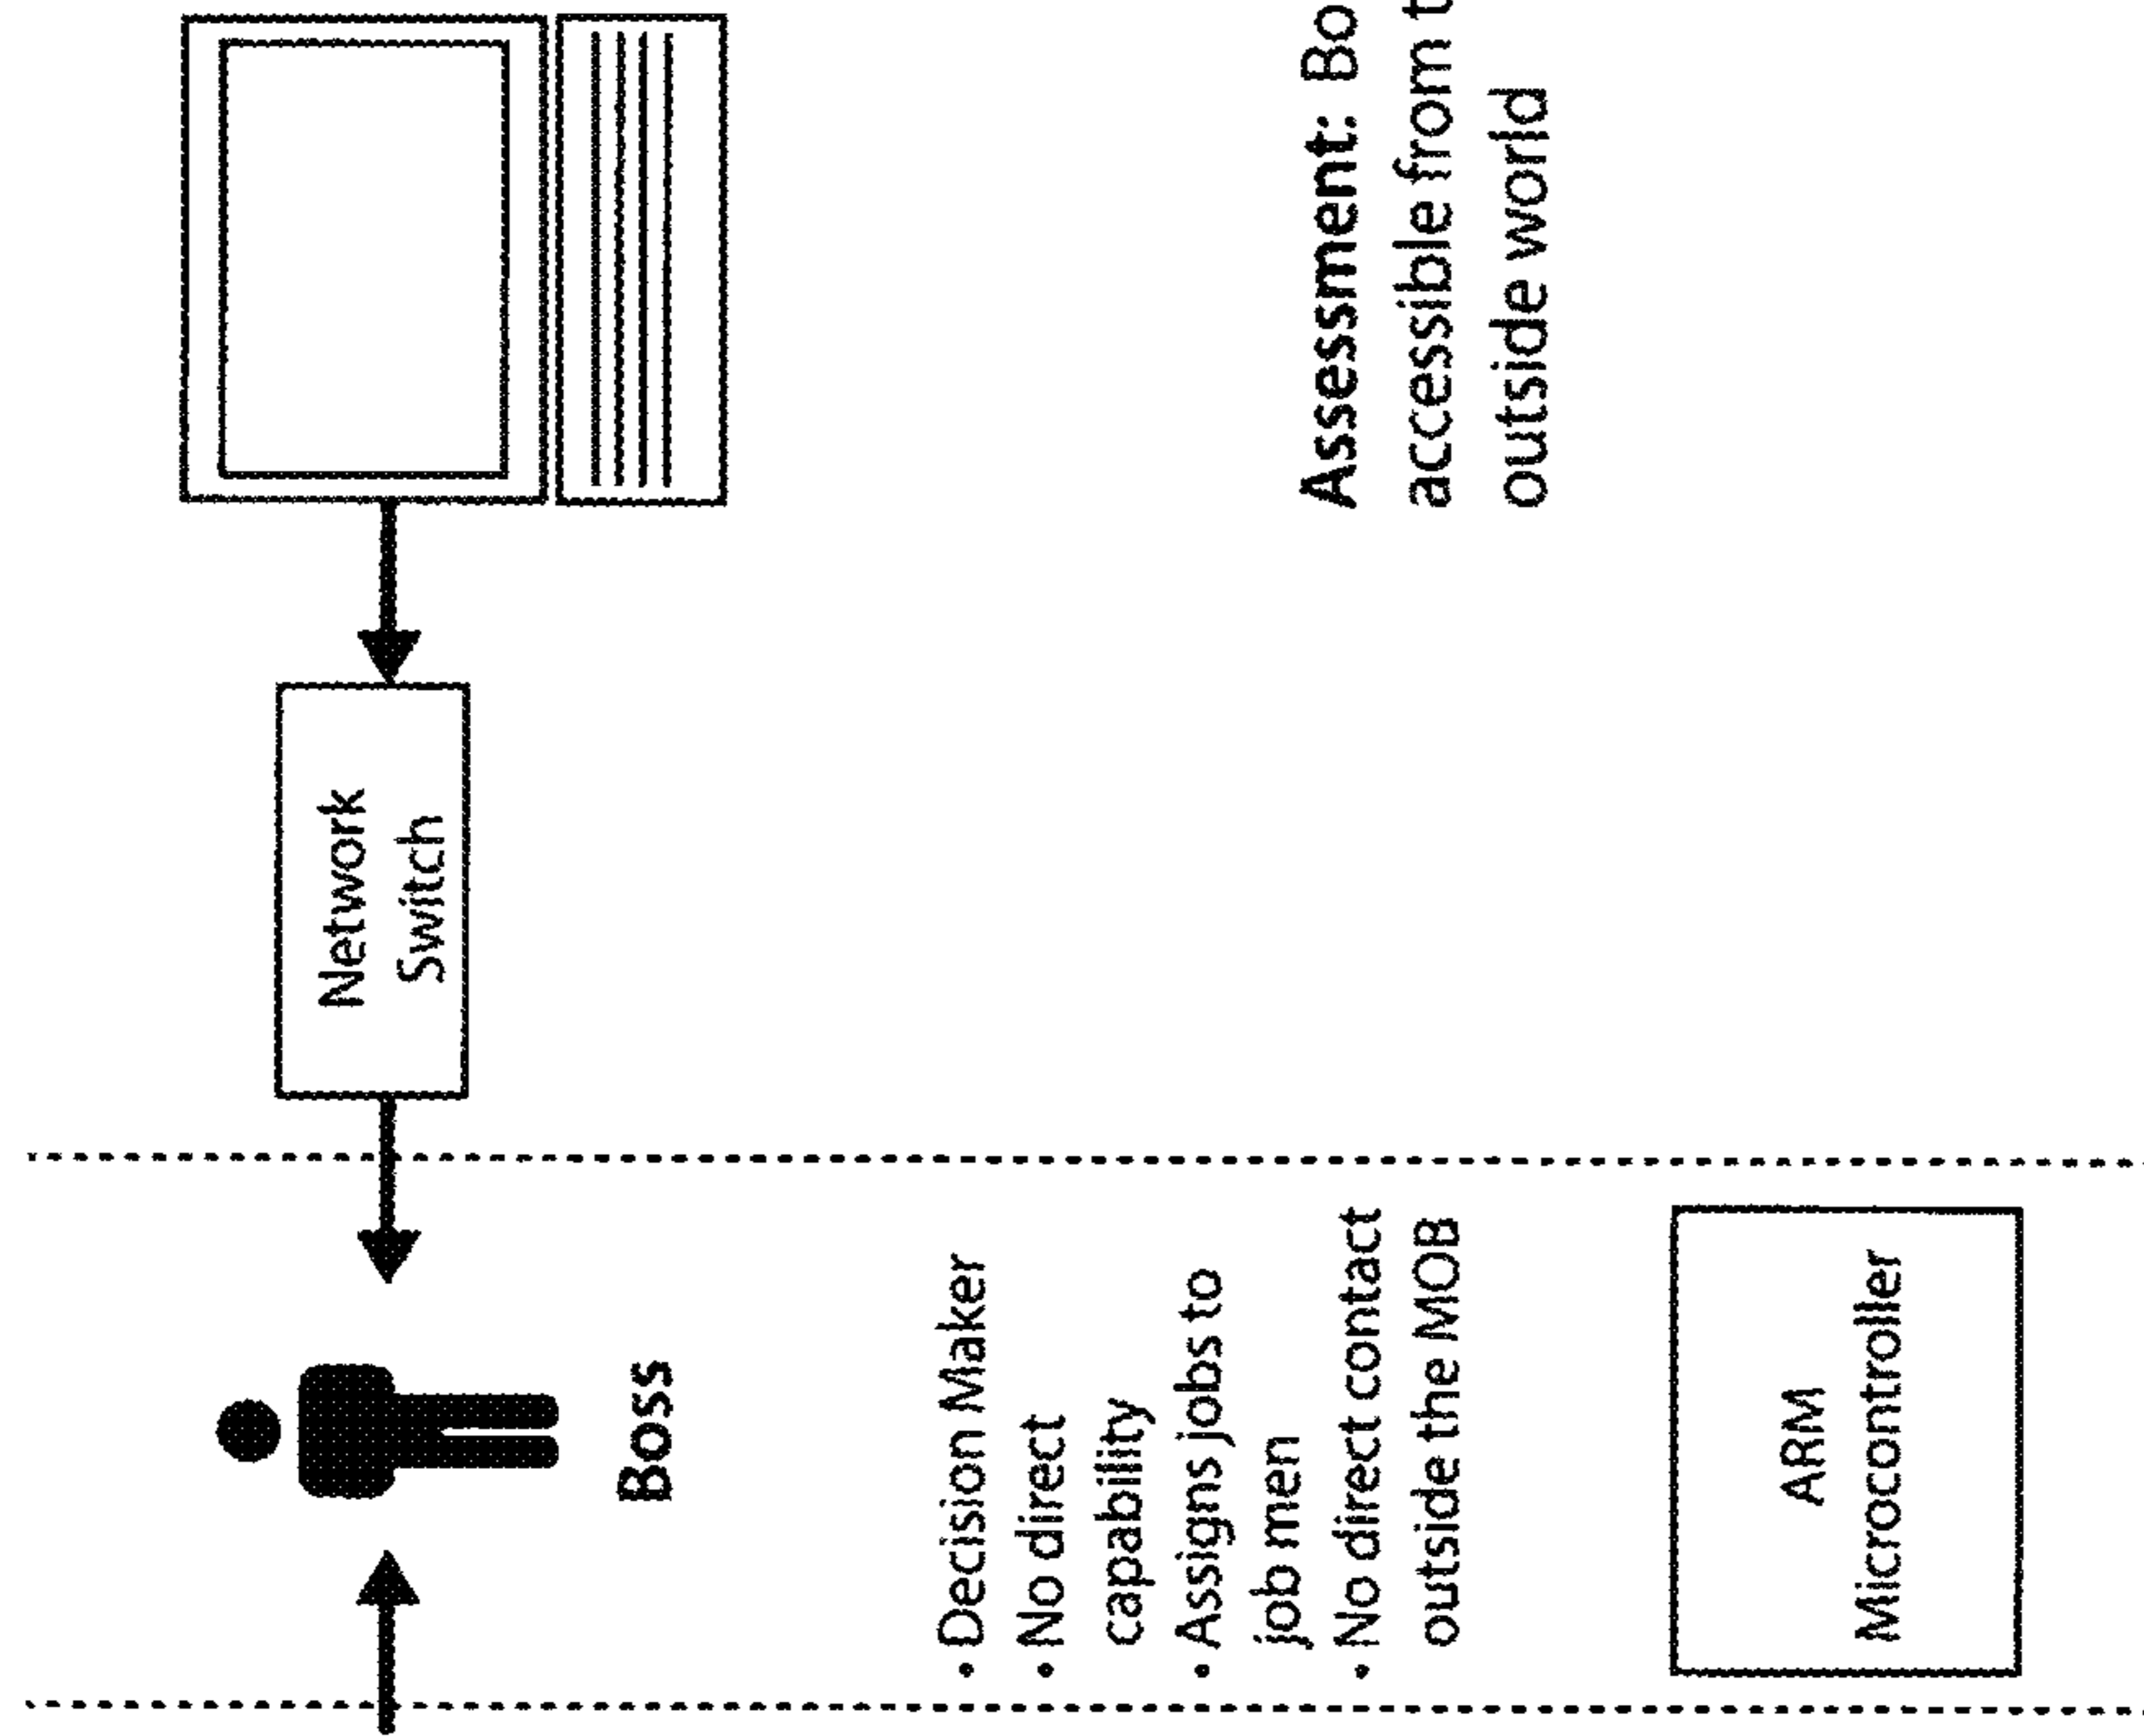 Network
Switch
Boss
• Decision Maker
• No direct
capability
• Assigns jobs to
job men
• No direct contact
outside the MOB
ARM
Microcontroller
Assessment:
accessible from
outside world